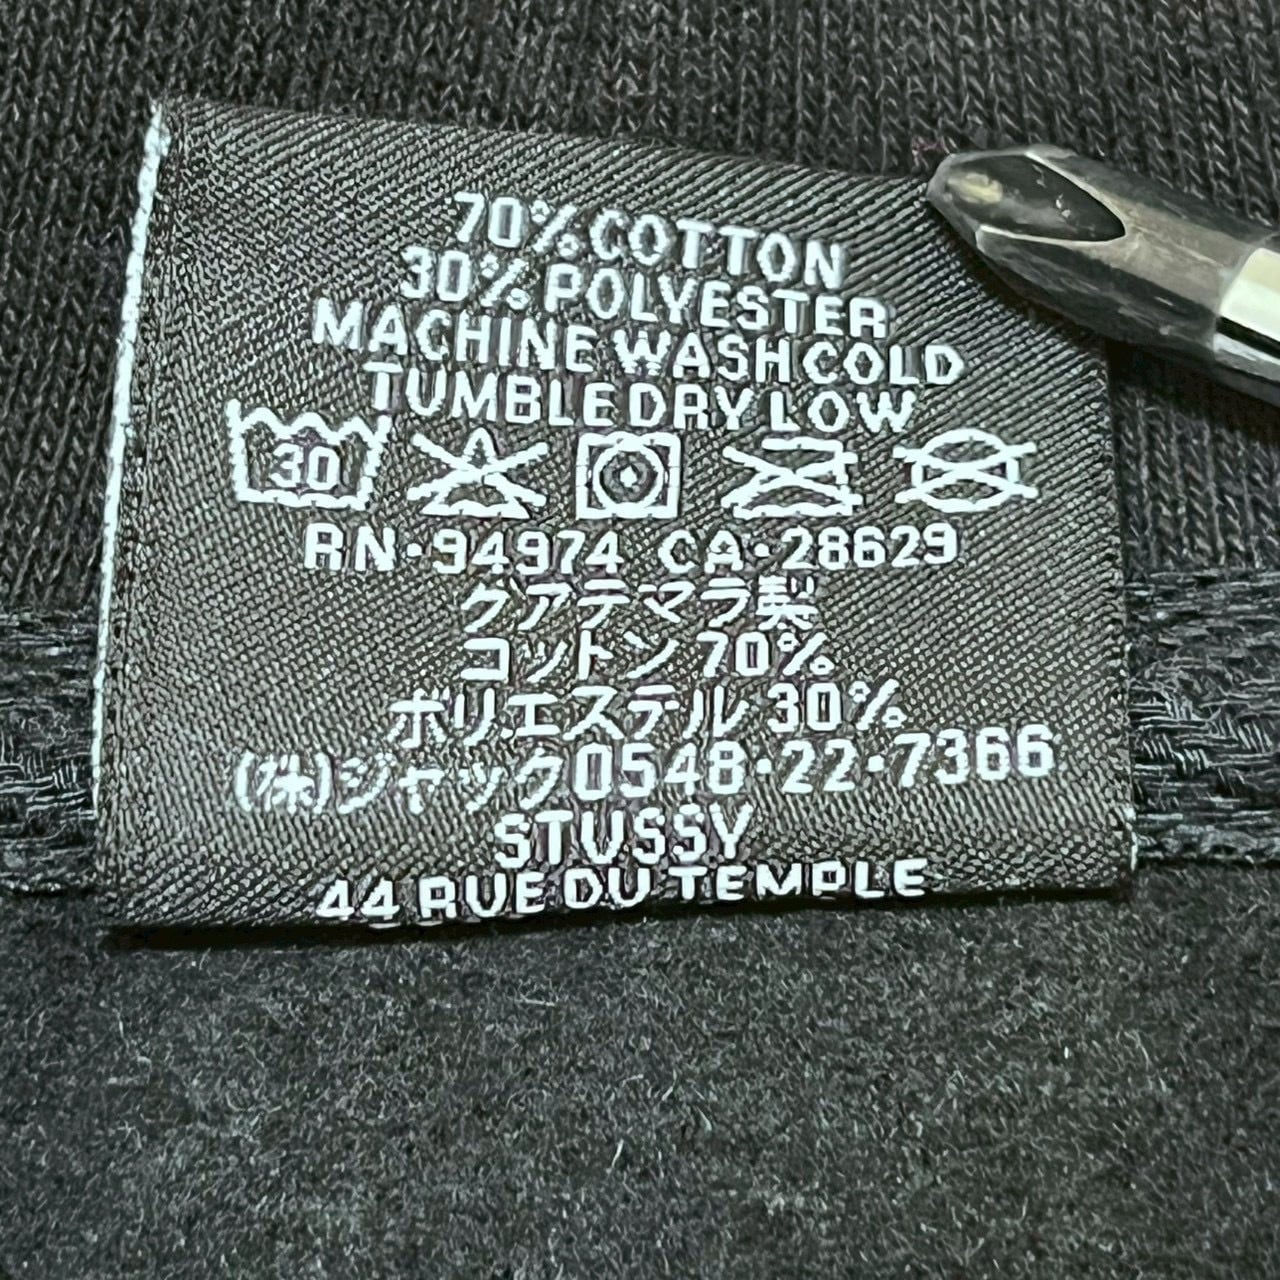 70% COTTON
30% POLYESTER
MACHINE WASH COLD
TUMBLE DRY LOW
30
RN·94974 CA·28629
グアテマラ製
コットン 70%
ポリエステル 30%
(株)ジャック0548·22·7366
STUSSY
44 RUE DU TEMPLE